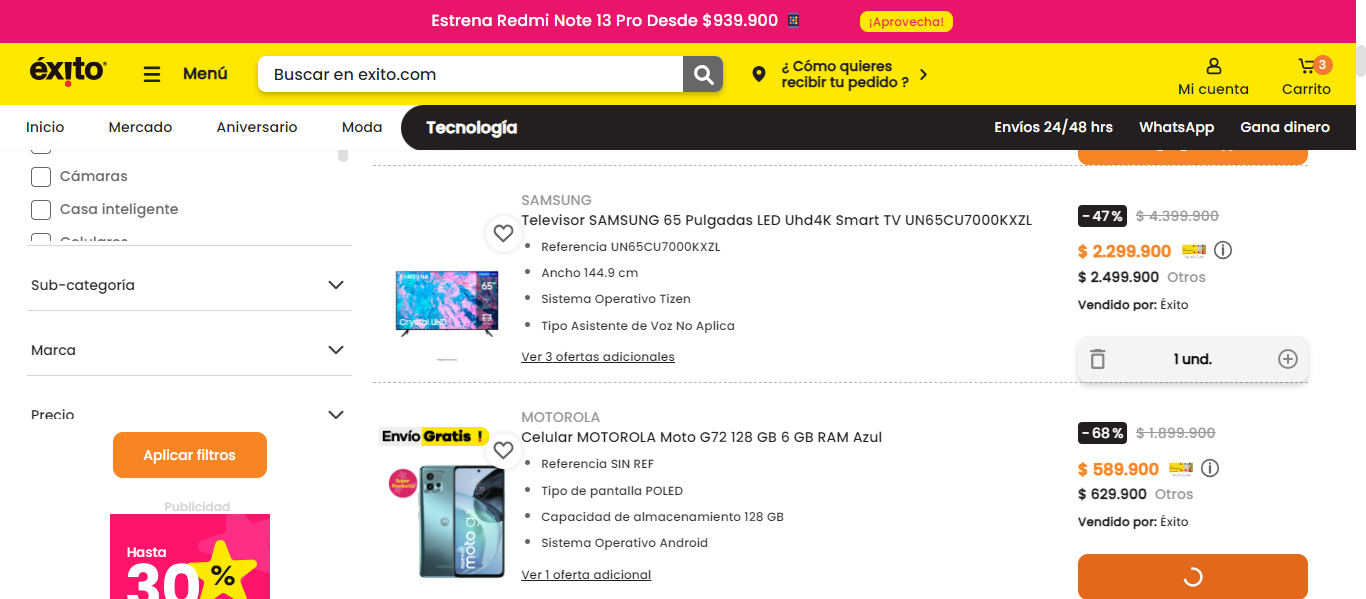 Estrena Redmi Note 13 Pro Desde $939.900
¡Aprovecha!
éxito
Menú
Buscar en exito.com
¿ Cómo quieres
recibir tu pedido ?
Mi cuenta
3
Carrito
Inicio Mercado Aniversario Moda Tecnología Envíos 24/48 hrs WhatsApp Gana dinero
Cámaras
Casa inteligente
Celulares
Sub-categoría
Marca
Precio
Aplicar filtros
Publicidad
Hasta
30 %
SAMSUNG
Televisor SAMSUNG 65 Pulgadas LED Uhd4K Smart TV UN65CU7000KXZL
Referencia UN65CU7000KXZL
Ancho 144.9 cm
Sistema Operativo Tizen
Tipo Asistente de Voz No Aplica
Ver 3 ofertas adicionales
65"
Crystal UHD
-47%
$ 4.399.900
$ 2.299.900
$ 2.499.900 Otros
Vendido por: Éxito
1 und.
Envío Gratis !
Super
Producto
moto g72
MOTOROLA
Celular MOTOROLA Moto G72 128 GB 6 GB RAM Azul
Referencia SIN REF
Tipo de pantalla POLED
Capacidad de almacenamiento 128 GB
Sistema Operativo Android
Ver 1 oferta adicional
-68%
$ 1.899.900
$ 589.900
$ 629.900 Otros
Vendido por: Éxito